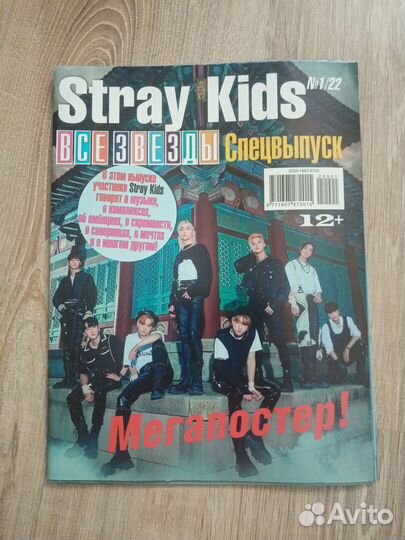 Stray Kids
№1/22
ВСЕ ЗВЕЗДЫ Спецвыпуск
В этом выпуске
участники Stray Kids
говорят о музыке,
о комплексах,
об амбициях, о скромности,
о соперниках, о мечтах
и о многом другом!
12+
Мегапостер!
Avito